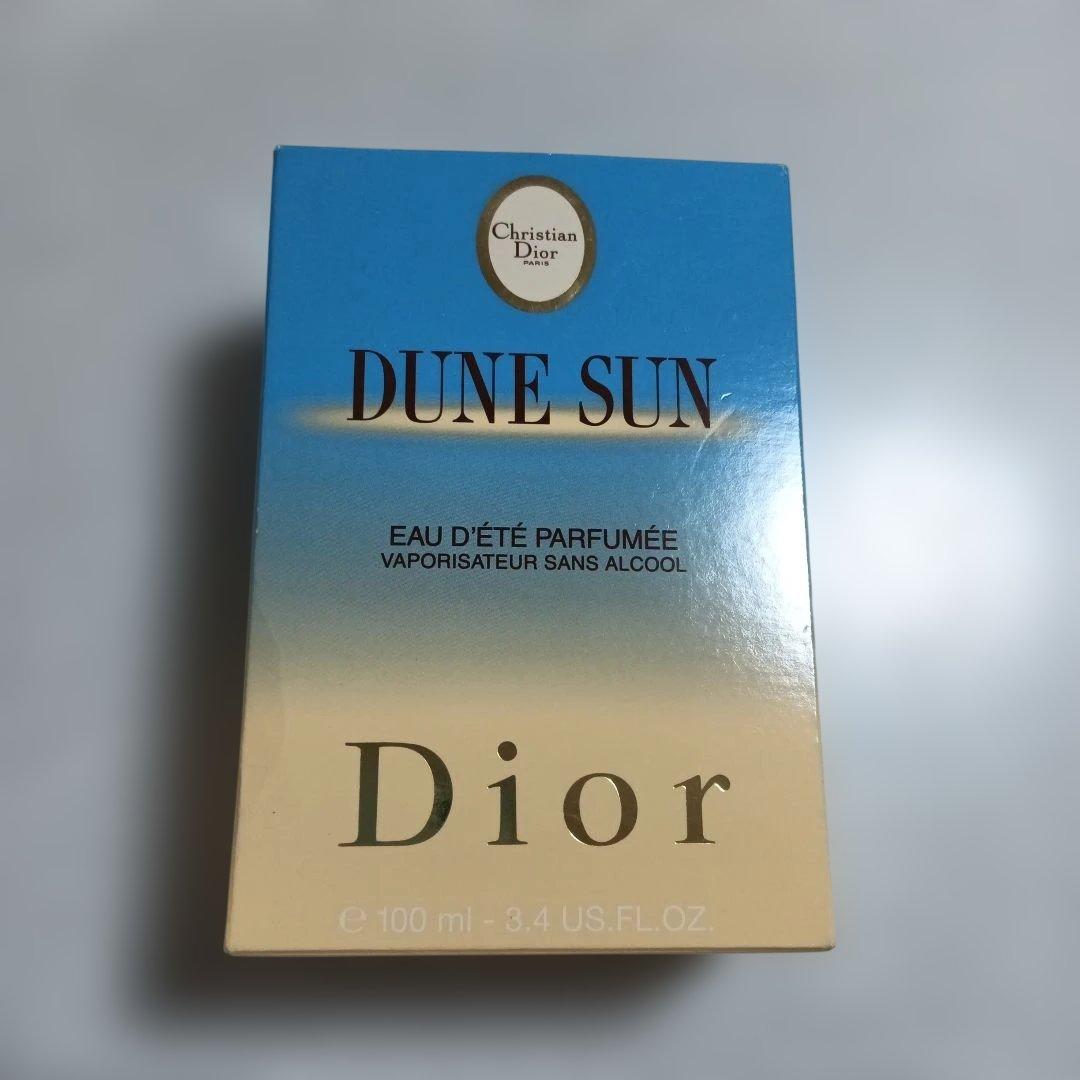 Christian
Dior
PARIS
DUNE SUN
EAU D'ÉTÉ PARFUMÉE
VAPORISATEUR SANS ALCOOL
Dior
℮ 100 ml - 3.4 US.FL.OZ.